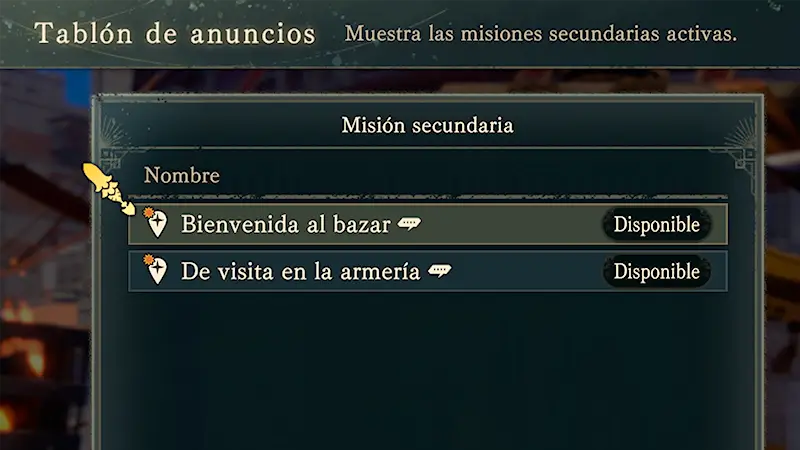 Tablón de anuncios Muestra las misiones secundarias activas.
Misión secundaria
Nombre
Bienvenida al bazar Disponible
De visita en la armería Disponible